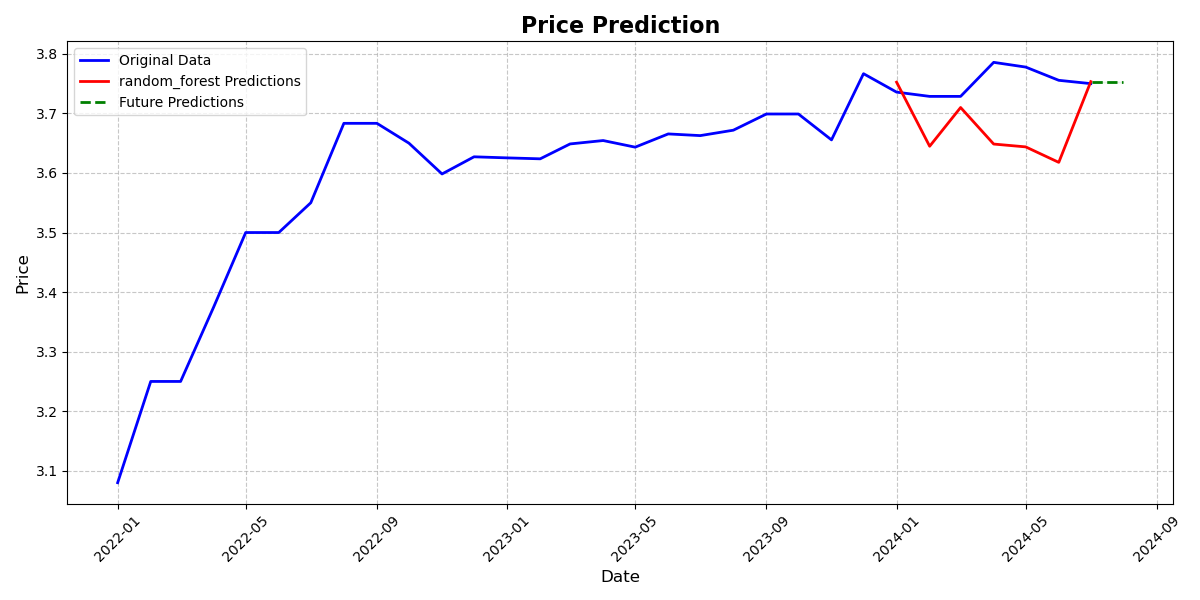 Price Prediction
Original Data
random_forest Predictions
Future Predictions
Price
3.8
3.7
3.6
3.5
3.4
3.3
3.2
3.1
2022-01
2022-05
2022-09
2023-01
2023-05
2023-09
2024-01
2024-05
2024-09
Date